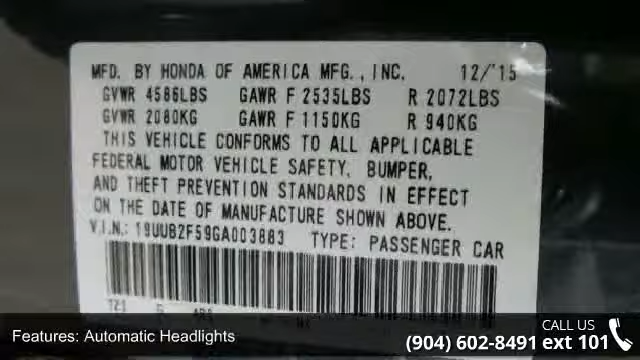 MFD. BY HONDA OF AMERICA MFG., INC. 12/'15
GVWR 4586LBS GAWR F 2535LBS R 2072LBS
GVWR 2080KG GAWR F 1150KG R 940KG
THIS VEHICLE CONFORMS TO ALL APPLICABLE
FEDERAL MOTOR VEHICLE SAFETY, BUMPER,
AND THEFT PREVENTION STANDARDS IN EFFECT
ON THE DATE OF MANUFACTURE SHOWN ABOVE.
V.I.N.: 19UUB2F59GA003883 TYPE: PASSENGER CAR
Features: Automatic Headlights
CALL US
(904) 602-8491 ext 101